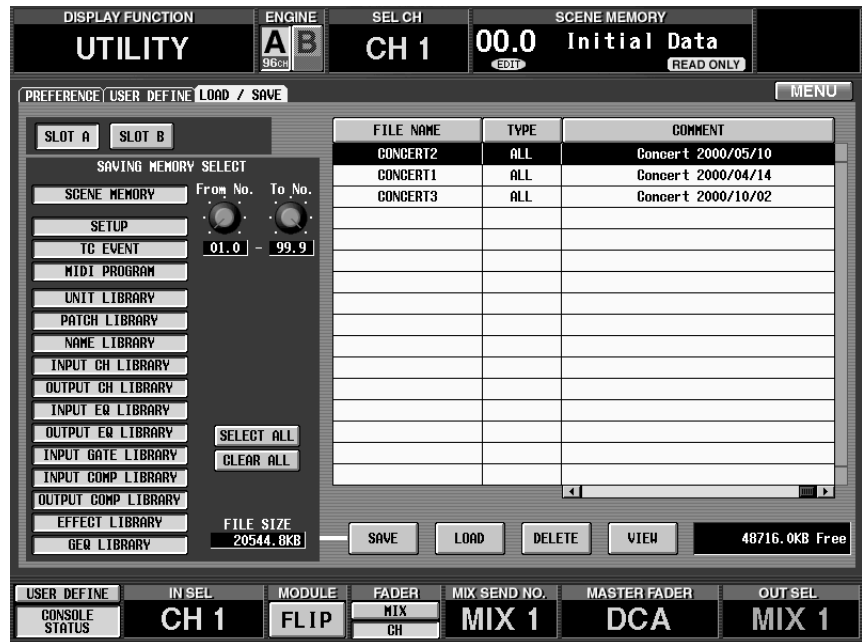 DISPLAY FUNCTION ENGINE SEL CH SCENE MEMORY
UTILITY A B 96CH CH 1 00.0 EDIT Initial Data READ ONLY
PREFERENCE USER DEFINE LOAD / SAVE MENU
SLOT A SLOT B
SAVING MEMORY SELECT
SCENE MEMORY From No. To No.
SETUP
TC EVENT 01.0 - 99.9
MIDI PROGRAM
UNIT LIBRARY
PATCH LIBRARY
NAME LIBRARY
INPUT CH LIBRARY
OUTPUT CH LIBRARY
INPUT EQ LIBRARY
OUTPUT EQ LIBRARY SELECT ALL
INPUT GATE LIBRARY CLEAR ALL
INPUT COMP LIBRARY
OUTPUT COMP LIBRARY
EFFECT LIBRARY FILE SIZE
GEQ LIBRARY 20544.8KB
FILE NAME TYPE COMMENT
CONCERT2 ALL Concert 2000/05/10
CONCERT1 ALL Concert 2000/04/14
CONCERT3 ALL Concert 2000/10/02
SAVE LOAD DELETE VIEW 48716.0KB Free
USER DEFINE IN SEL MODULE FADER MIX SEND NO. MASTER FADER OUT SEL
CONSOLE STATUS CH 1 FLIP MIX CH MIX 1 DCA MIX 1